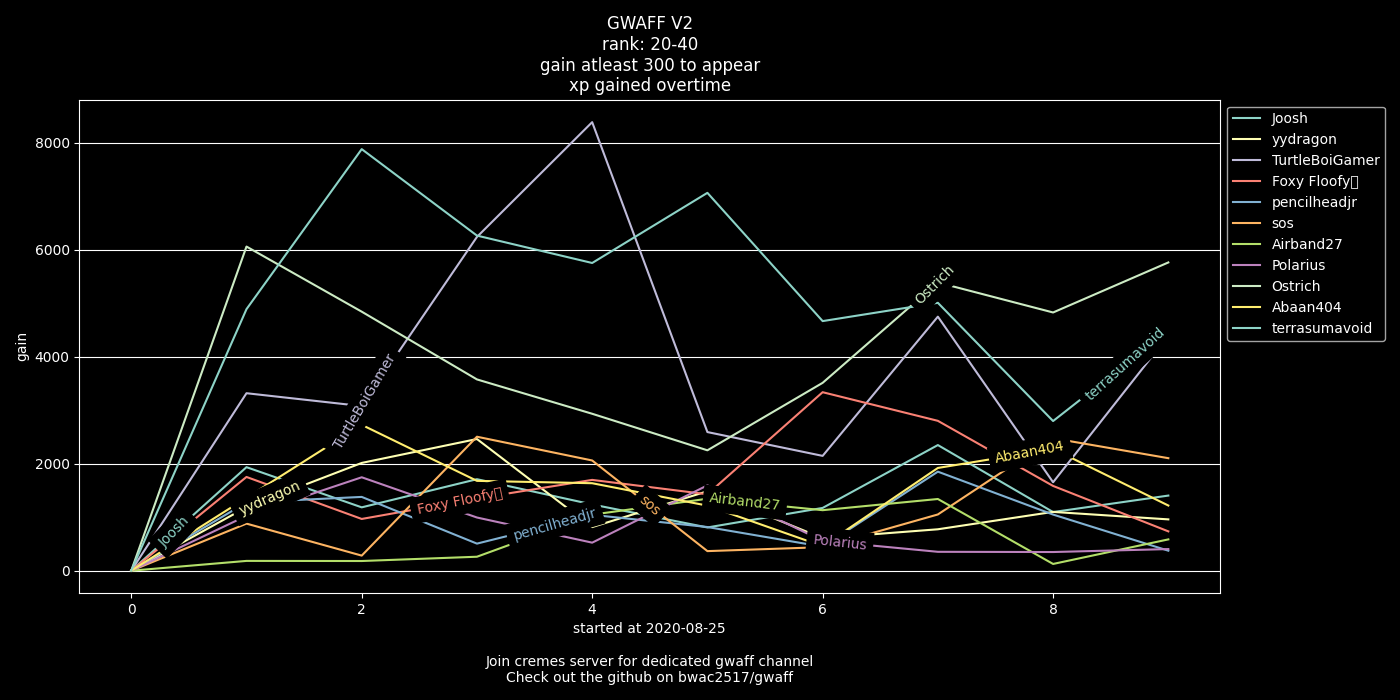 GWAFF V2
rank: 20-40
gain atleast 300 to appear
xp gained overtime
gain
8000
6000
4000
2000
0
0 2 4 6 8
started at 2020-08-25
Join cremes server for dedicated gwaff channel
Check out the github on bwac2517/gwaff
Joosh
yydragon
TurtleBoiGamer
Foxy Floofy
pencilheadjr
sos
Airband27
Polarius
Ostrich
Abaan404
terrasumavoid
Joosh
yydragon
TurtleBoiGamer
Foxy Floofy
pencilheadjr
sos
Airband27
Polarius
Ostrich
Abaan404
terrasumavoid